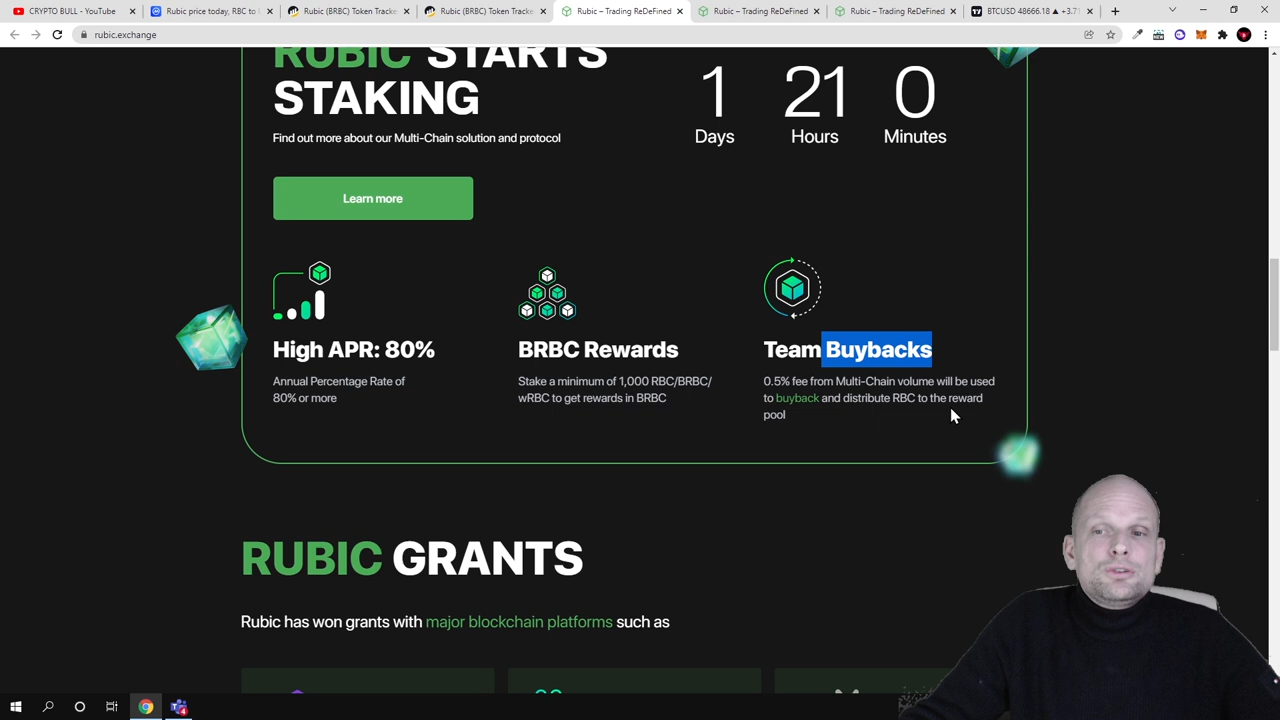 CRYPTO BULL - YouTube
Rubic price today, RBC to
Rubic (BRBC) Token Tracke
Rubic (BRBC) Token Tracke
Rubic – Trading ReDeFined
Rubic – Trading ReDeFined
Rubic – Trading ReDeFined
BTCUSD 48666.18 ▲ +3.7
rubic.exchange
RUBIC STARTS
STAKING
Find out more about our Multi-Chain solution and protocol
1 21 0
Days Hours Minutes
Learn more
High APR: 80%
Annual Percentage Rate of
80% or more
BRBC Rewards
Stake a minimum of 1,000 RBC/BRBC/
wRBC to get rewards in BRBC
Team Buybacks
0.5% fee from Multi-Chain volume will be used
to buyback and distribute RBC to the reward
pool
RUBIC GRANTS
Rubic has won grants with major blockchain platforms such as